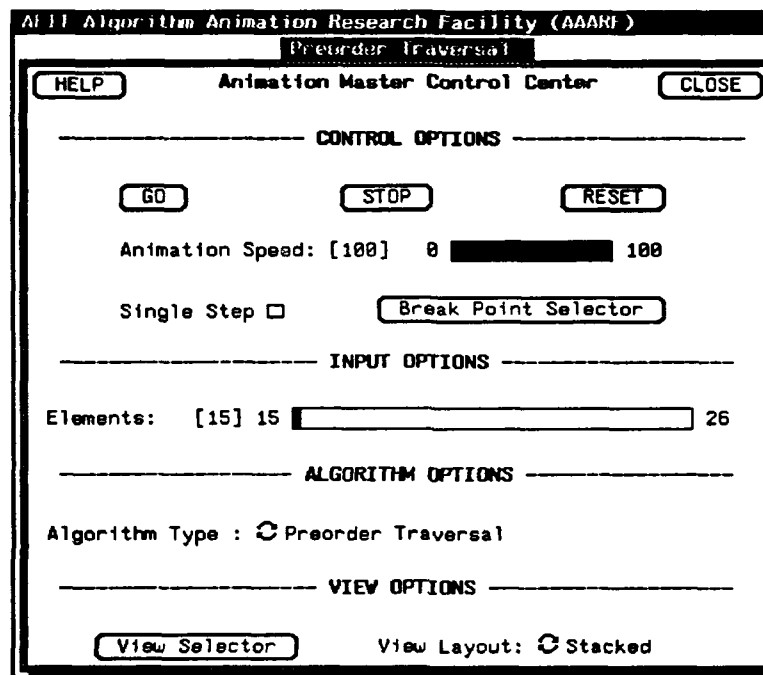 AFIT Algorithm Animation Research Facility (AAARF)
Preorder Traversal
HELP Animation Master Control Center CLOSE
CONTROL OPTIONS
GO STOP RESET
Animation Speed: [100] 0 100
Single Step Break Point Selector
INPUT OPTIONS
Elements: [15] 15 26
ALGORITHM OPTIONS
Algorithm Type : Preorder Traversal
VIEW OPTIONS
View Selector View Layout: Stacked